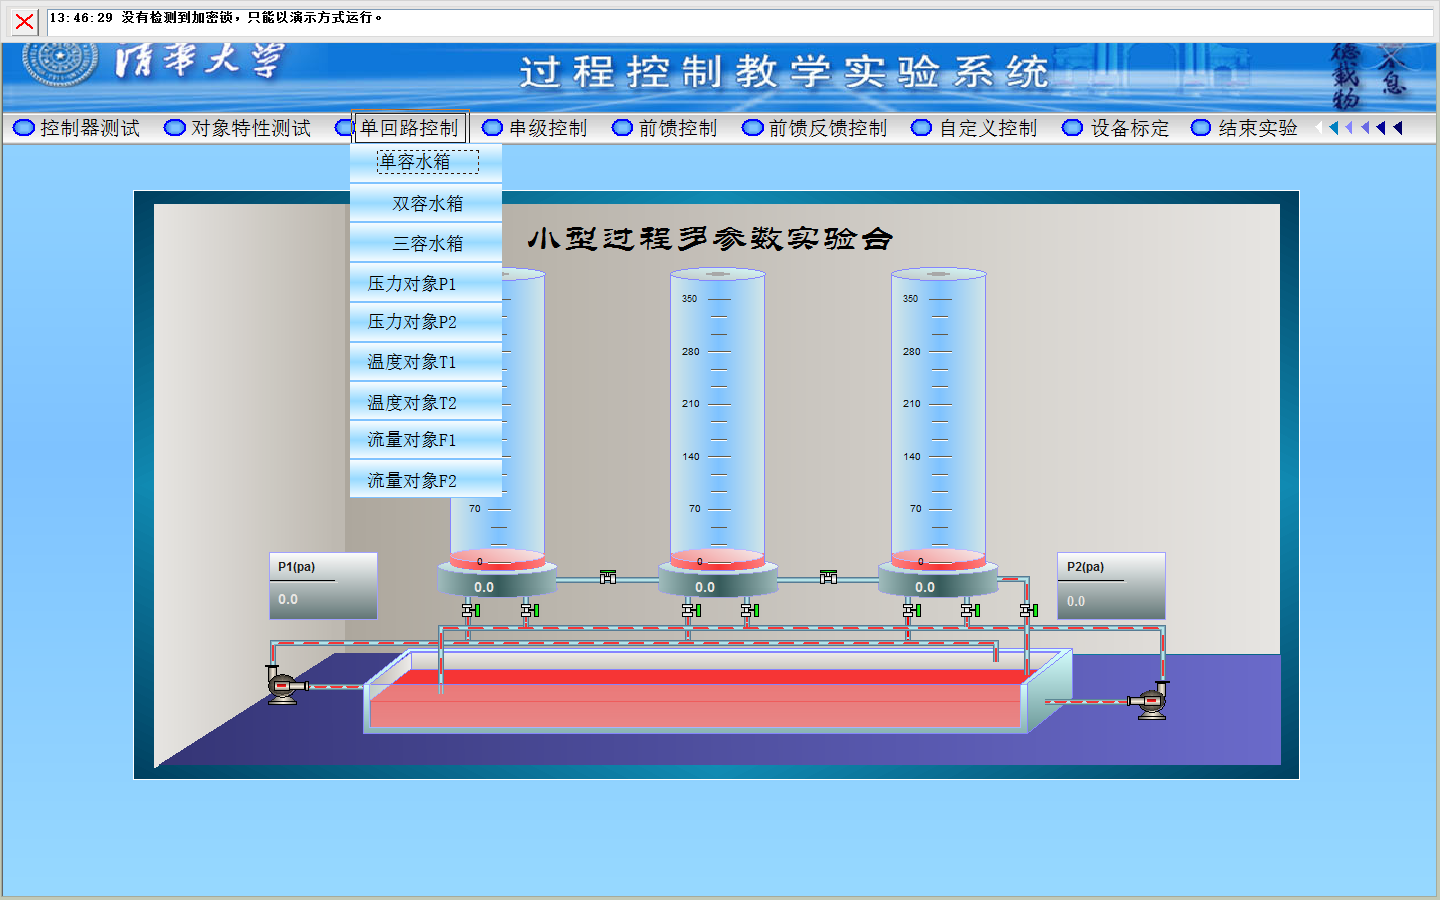 13:46:29 没有检测到加密锁，只能以演示方式运行。
清华大学
过程控制教学实验系统
德载物
息
控制器测试 对象特性测试 单回路控制 串级控制 前馈控制 前馈反馈控制 自定义控制 设备标定 结束实验
单容水箱
双容水箱
三容水箱
压力对象P1
压力对象P2
温度对象T1
温度对象T2
流量对象F1
流量对象F2
小型过程多参数实验台
350 350
280 280
210 210
140 140
70 70 70
0 0 0
0.0 0.0 0.0
P1(pa)
0.0
P2(pa)
0.0